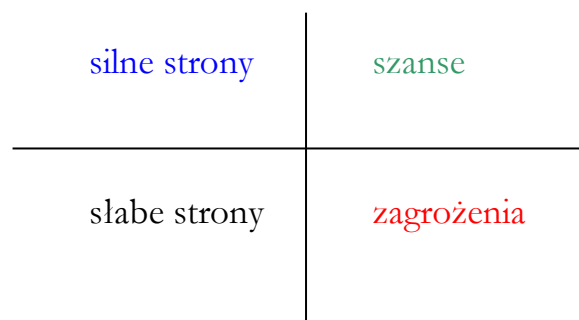 silne strony
szanse
słabe strony
zagrożenia